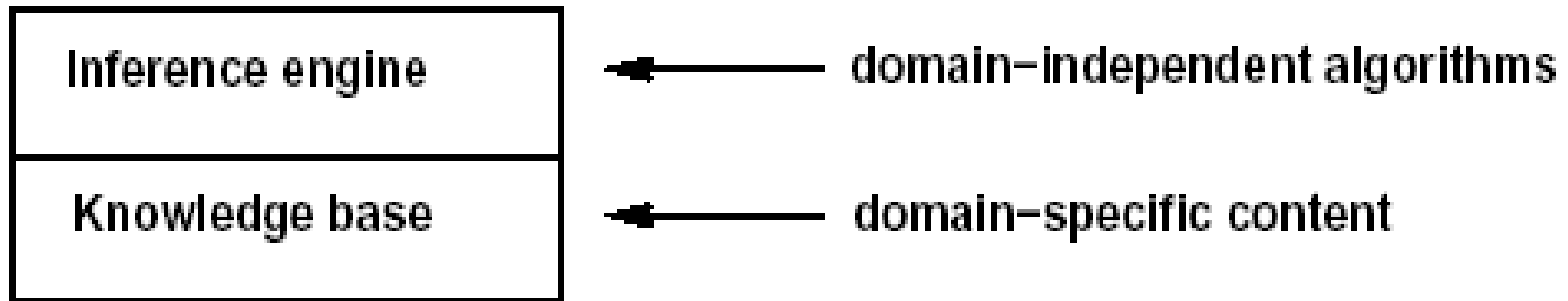 Inference engine
domain-independent algorithms
Knowledge base
domain-specific content